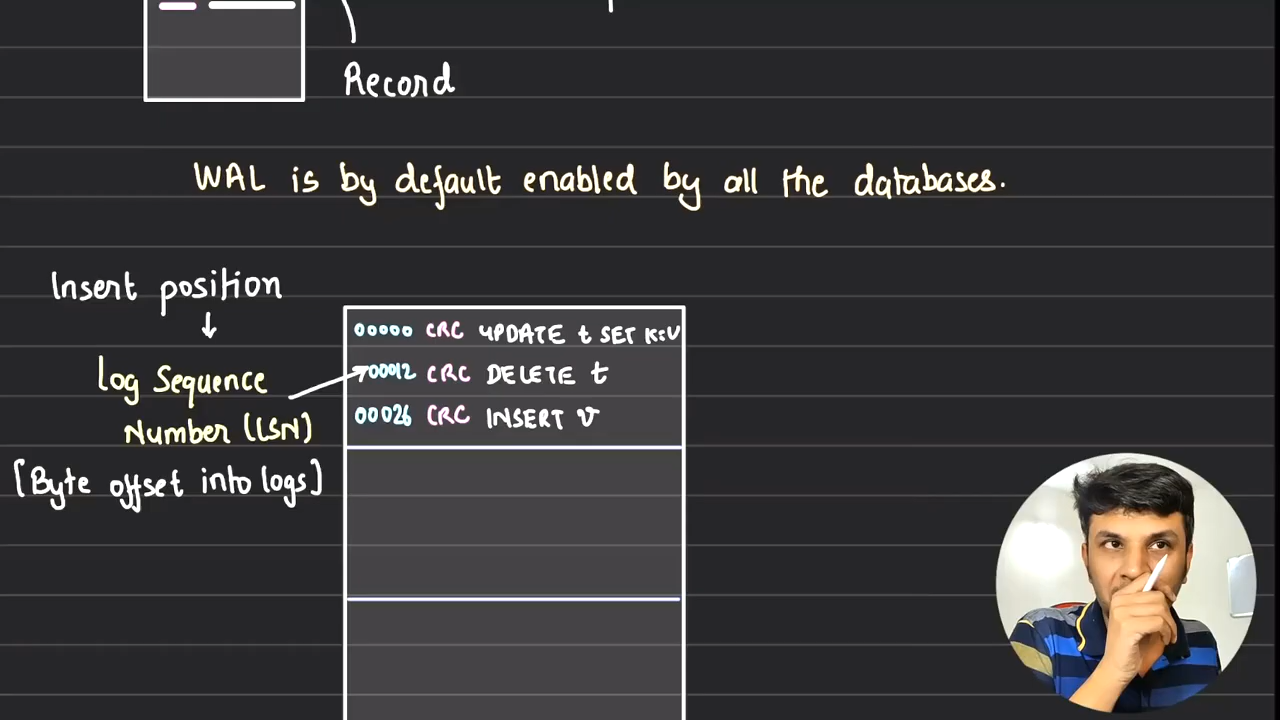 Record
WAL is by default enabled by all the databases.
Insert position
↓
Log Sequence
Number (LSN)
[Byte offset into logs]
00000 CRC UPDATE t SET K=V
00012 CRC DELETE t
00026 CRC INSERT v